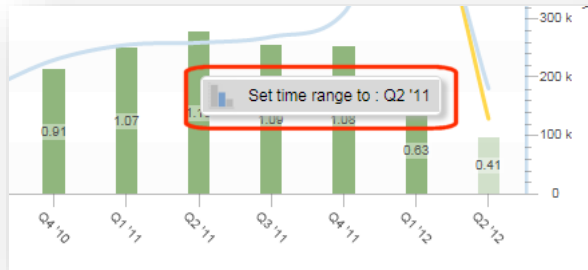 300 k
200 k
100 k
0
Set time range to : Q2 '11
0.91
1.07
1.09
1.08
0.63
0.41
Q4 '10
Q1 '11
Q2 '11
Q3 '11
Q4 '11
Q1 '12
Q2 '12